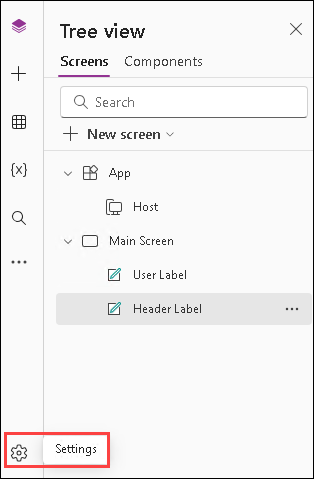 Tree view
Screens
Components
Search
New screen
App
Host
{x}
Main Screen
User Label
Header Label
Settings